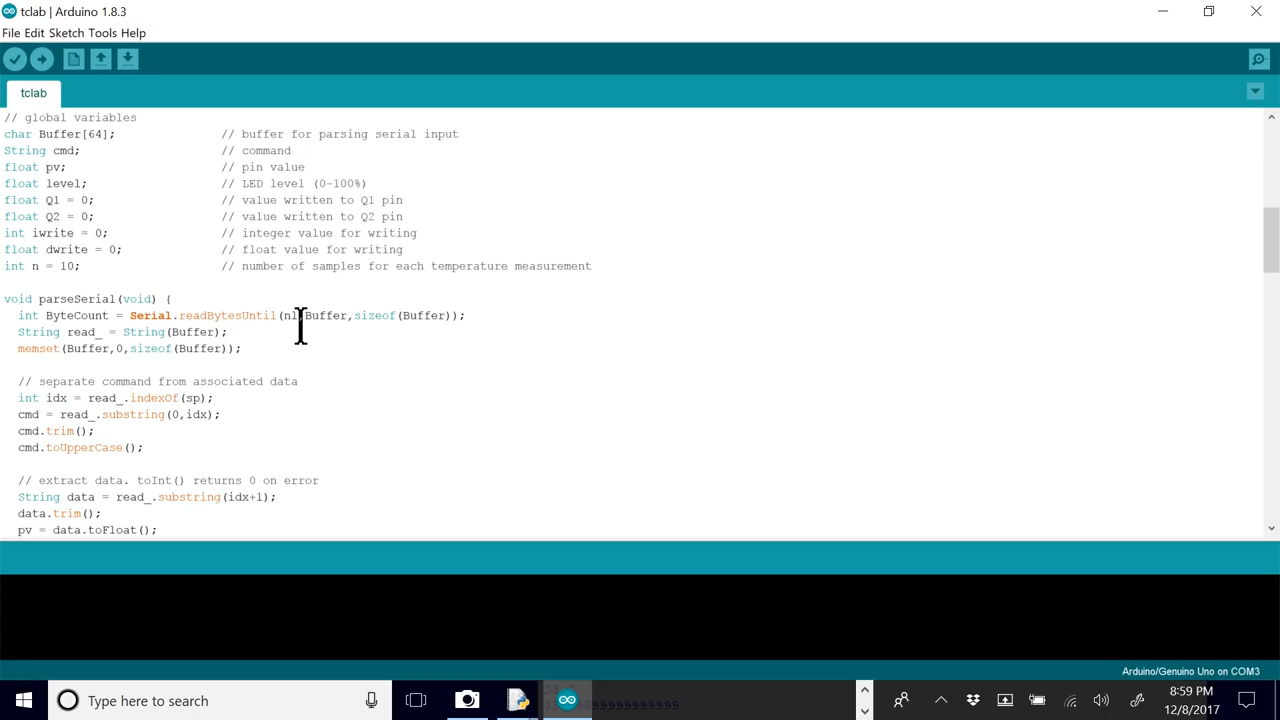 tclab | Arduino 1.8.3
File Edit Sketch Tools Help
tclab
// global variables
char Buffer[64]; // buffer for parsing serial input
String cmd; // command
float pv; // pin value
float level; // LED level (0-100%)
float Q1 = 0; // value written to Q1 pin
float Q2 = 0; // value written to Q2 pin
int iwrite = 0; // integer value for writing
float dwrite = 0; // float value for writing
int n = 10; // number of samples for each temperature measurement
void parseSerial(void) {
int ByteCount = Serial.readBytesUntil(nl,Buffer,sizeof(Buffer));
String read_ = String(Buffer);
memset(Buffer,0,sizeof(Buffer));
// separate command from associated data
int idx = read_.indexOf(sp);
cmd = read_.substring(0,idx);
cmd.trim();
cmd.toUpperCase();
// extract data. toInt() returns 0 on error
String data = read_.substring(idx+1);
data.trim();
pv = data.toFloat();
Arduino/Genuino Uno on COM3
Type here to search
8:59 PM
12/8/2017